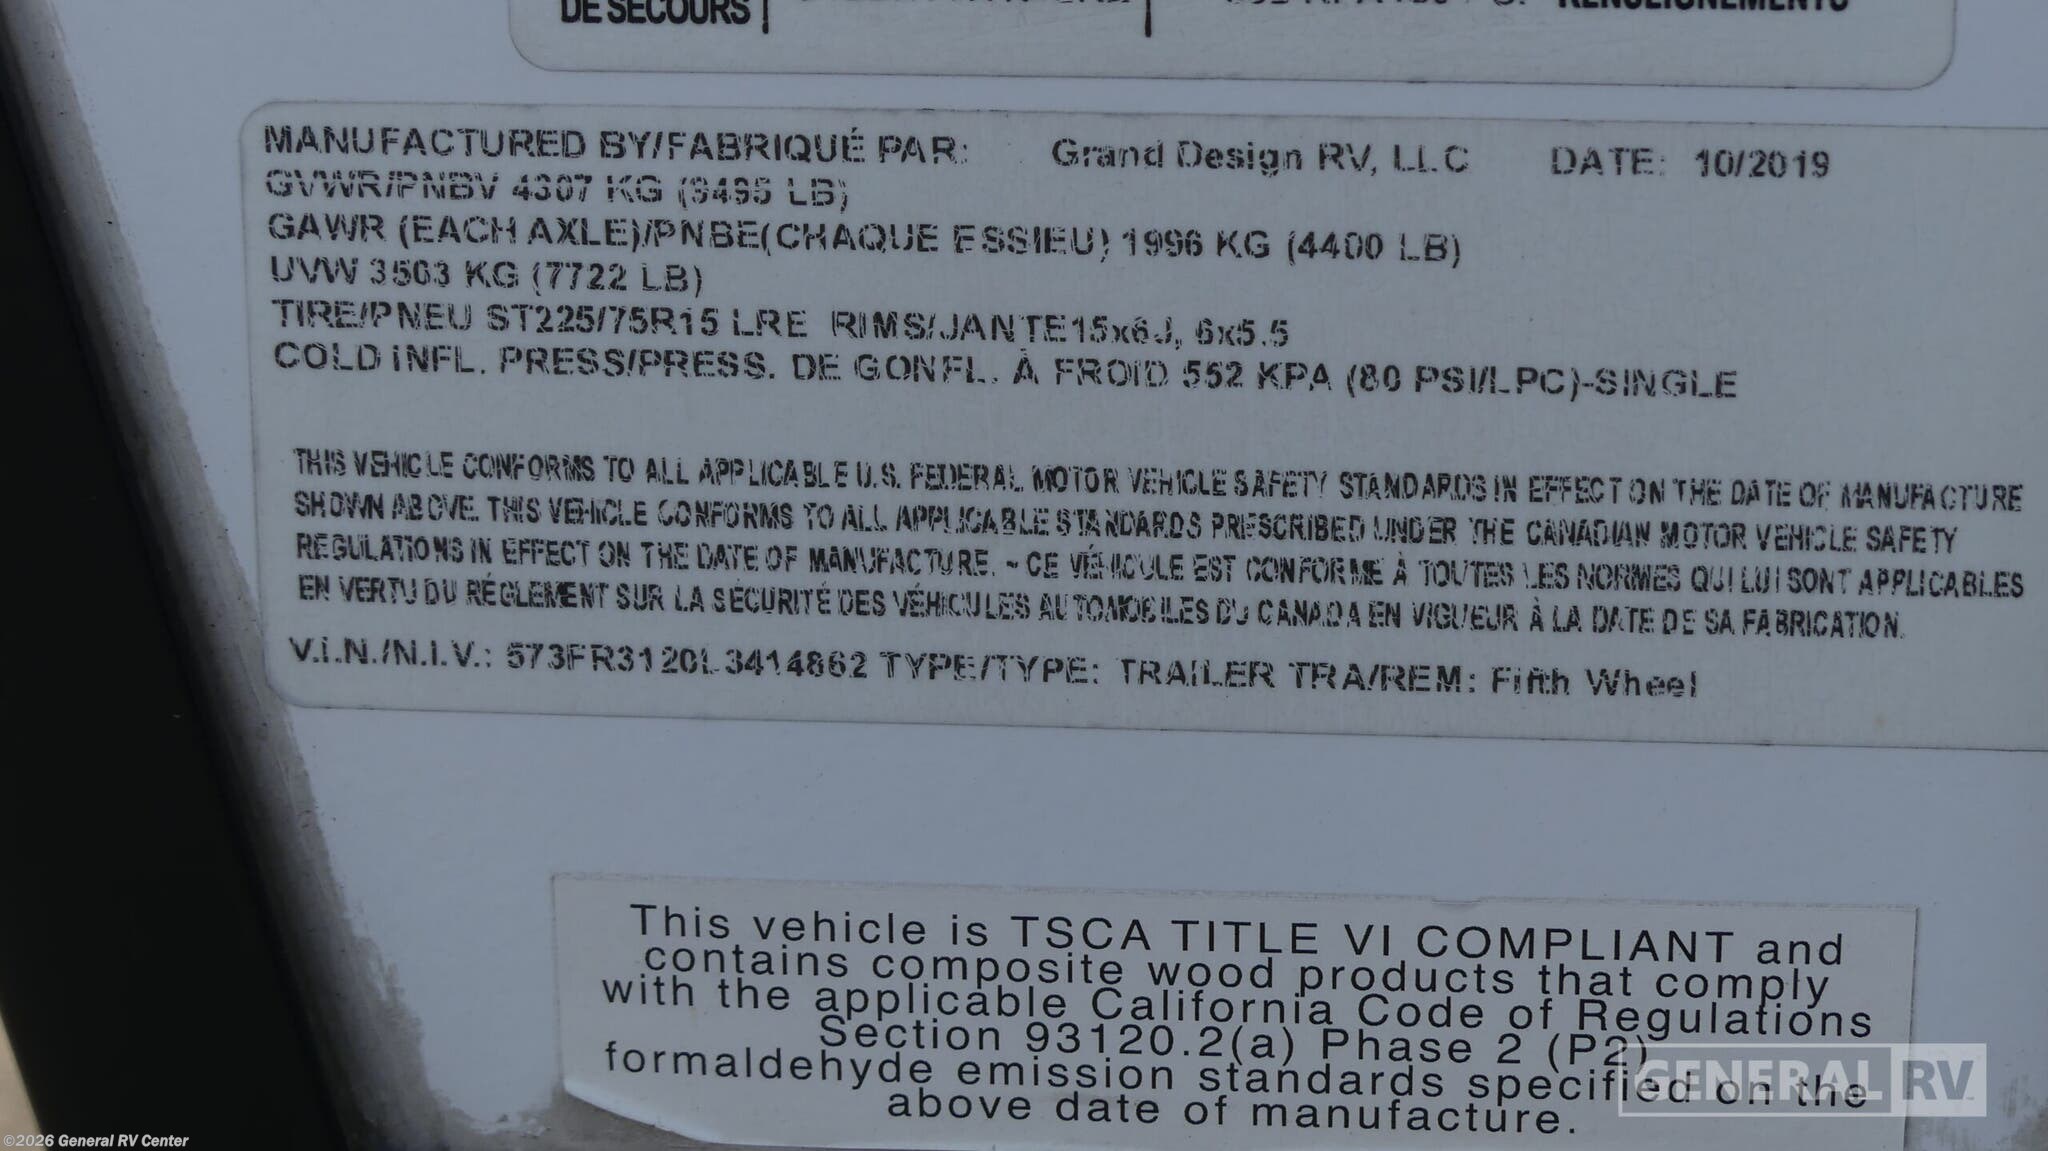 DE SECOURS
RENSEIGNEMENTS
MANUFACTURED BY/FABRIQUÉ PAR: Grand Design RV, LLC DATE: 10/2019
GVWR/PNBV 4307 KG (9495 LB)
GAWR (EACH AXLE)/PNBE(CHAQUE ESSIEU) 1996 KG (4400 LB)
UVW 3503 KG (7722 LB)
TIRE/PNEU ST225/75R15 LRE RIMS/JANTE15x6J, 6x5.5
COLD INFL. PRESS/PRESS. DE GONFL. À FROID 552 KPA (80 PSI/LPC)-SINGLE
THIS VEHICLE CONFORMS TO ALL APPLICABLE U.S. FEDERAL MOTOR VEHICLE SAFETY STANDARDS IN EFFECT ON THE DATE OF MANUFACTURE
SHOWN ABOVE. THIS VEHICLE CONFORMS TO ALL APPLICABLE STANDARDS PRESCRIBED UNDER THE CANADIAN MOTOR VEHICLE SAFETY
REGULATIONS IN EFFECT ON THE DATE OF MANUFACTURE. - CE VÉHICULE EST CONFORME À TOUTES LES NORMES QUI LUI SONT APPLICABLES
EN VERTU DU RÉGLEMENT SUR LA SÉCURITÉ DES VÉHICULES AUTOMOBILES DU CANADA EN VIGUEUR À LA DATE DE SA FABRICATION.
V.I.N./N.I.V.: 573FR3120L3414862 TYPE/TYPE: TRAILER TRA/REM: Fifth Wheel
This vehicle is TSCA TITLE VI COMPLIANT and
contains composite wood products that comply
with the applicable California Code of Regulations
Section 93120.2(a) Phase 2 (P2)
formaldehyde emission standards specified on the
above date of manufacture.
GENERAL RV
©2026 General RV Center